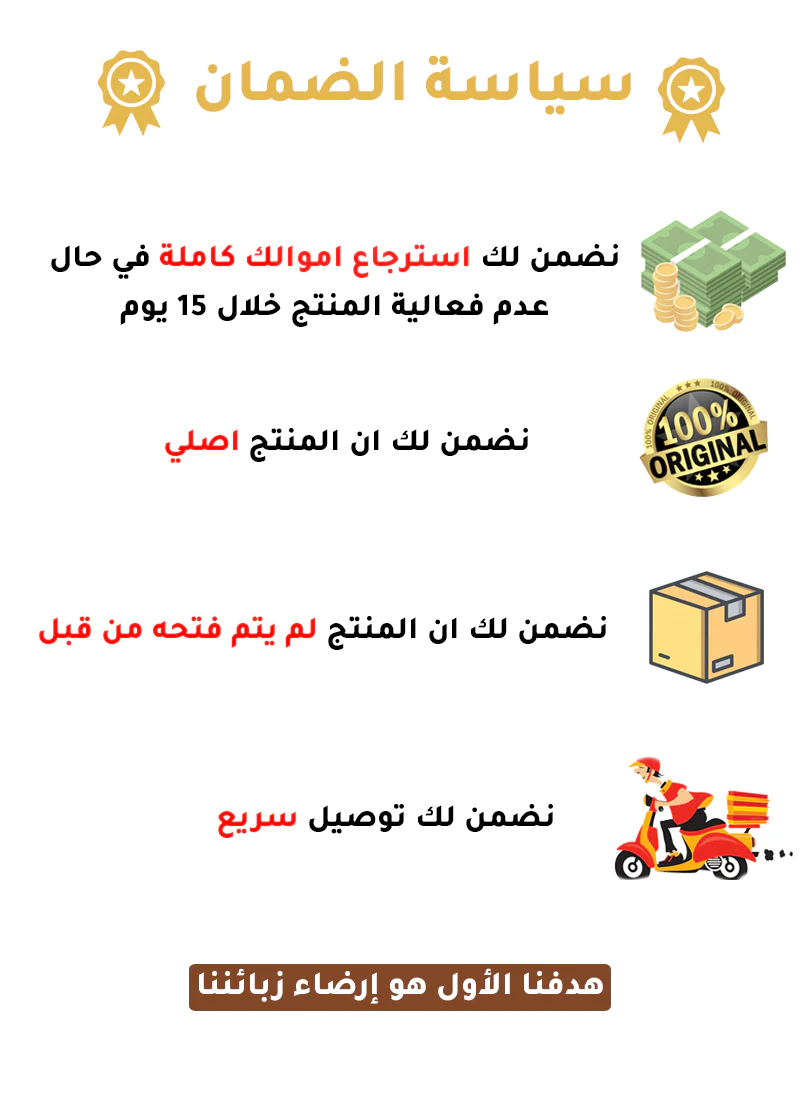 سياسة الضمان
نضمن لك استرجاع اموالك كاملة في حال
عدم فعالية المنتج خلال 15 يوم
100% ORIGINAL
100% ORIGINAL
100%
ORIGINAL
نضمن لك ان المنتج اصلي
نضمن لك ان المنتج لم يتم فتحه من قبل
نضمن لك توصيل سريع
هدفنا الأول هو إرضاء زبائننا